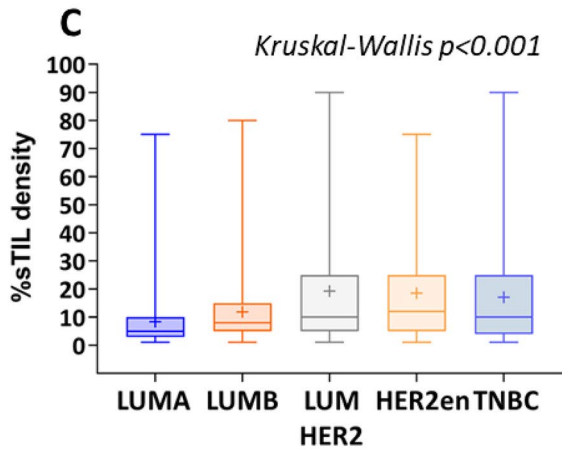 C
Kruskal-Wallis p<0.001
%sTIL density
100
90
80
70
60
50
40
30
20
10
0
LUMA LUMB LUM HER2en TNBC
HER2